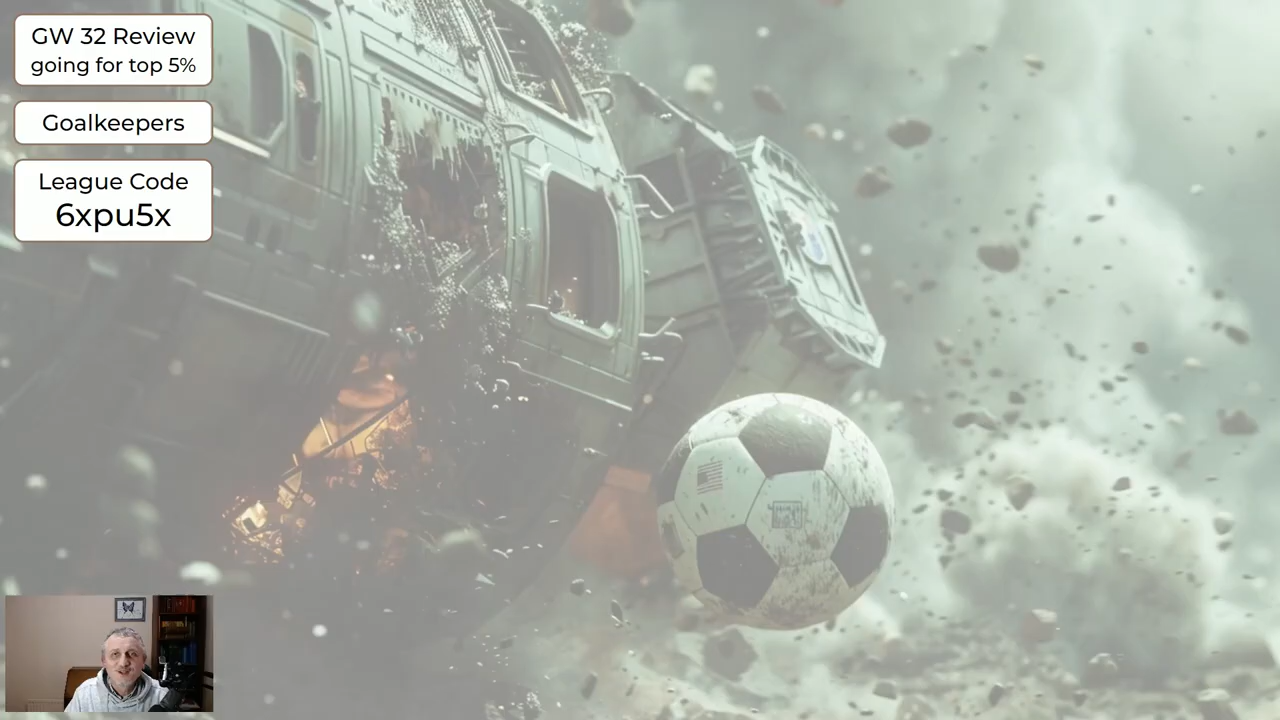 GW 32 Review
going for top 5%
Goalkeepers
League Code
6xpu5x